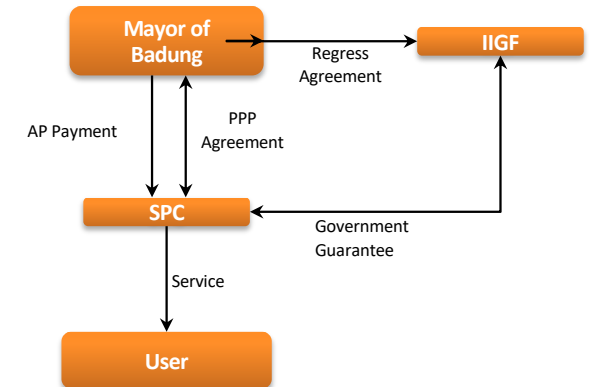 Mayor of
Badung
IIGF
Regress
Agreement
AP Payment
PPP
Agreement
SPC
Government
Guarantee
Service
User